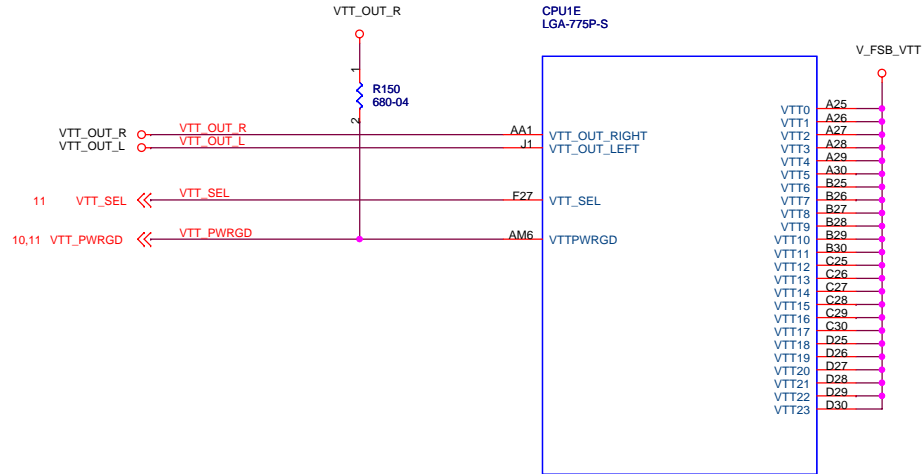 VTT_OUT_R
CPU1E
LGA-775P-S
V_FSB_VTT
1
R150
680-04
2
VTT_OUT_R VTT_OUT_R AA1 VTT_OUT_RIGHT
VTT_OUT_L VTT_OUT_L J1 VTT_OUT_LEFT
11 VTT_SEL VTT_SEL F27 VTT_SEL
10,11 VTT_PWRGD VTT_PWRGD AM6 VTTPWRGD
VTT0 A25
VTT1 A26
VTT2 A27
VTT3 A28
VTT4 A29
VTT5 A30
VTT6 B25
VTT7 B26
VTT8 B27
VTT9 B28
VTT10 B29
VTT11 B30
VTT12 C25
VTT13 C26
VTT14 C27
VTT15 C28
VTT16 C29
VTT17 C30
VTT18 D25
VTT19 D26
VTT20 D27
VTT21 D28
VTT22 D29
VTT23 D30